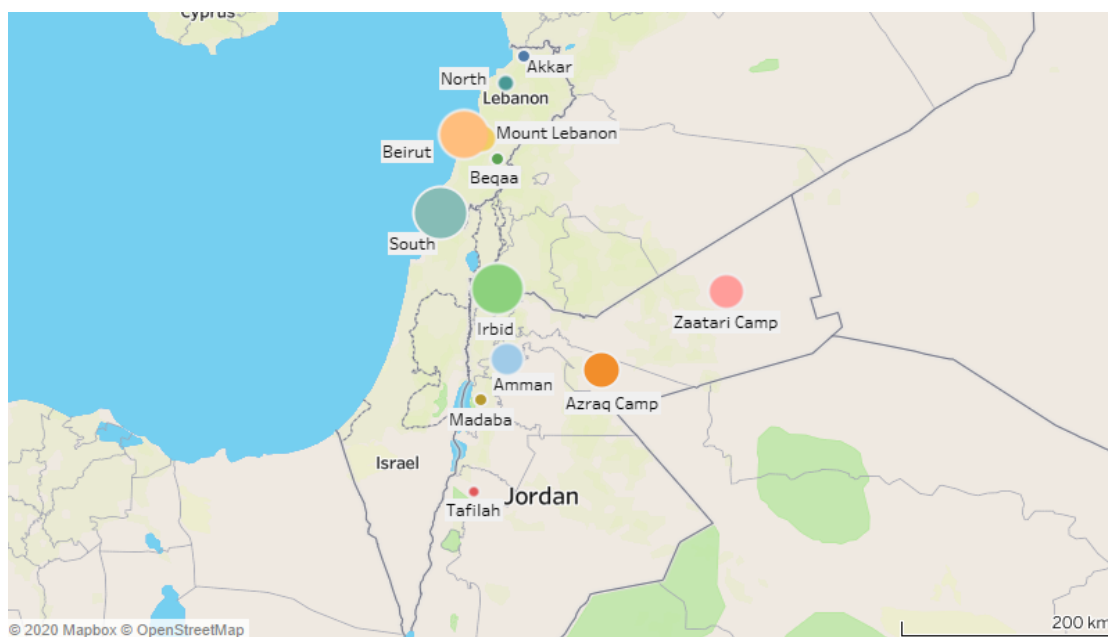 Cyprus
Akkar
North
Lebanon
Mount Lebanon
Beirut
Beqaa
South
Irbid
Zaatari Camp
Amman
Azraq Camp
Madaba
Israel
Jordan
Tafilah
© 2020 Mapbox © OpenStreetMap
200 km